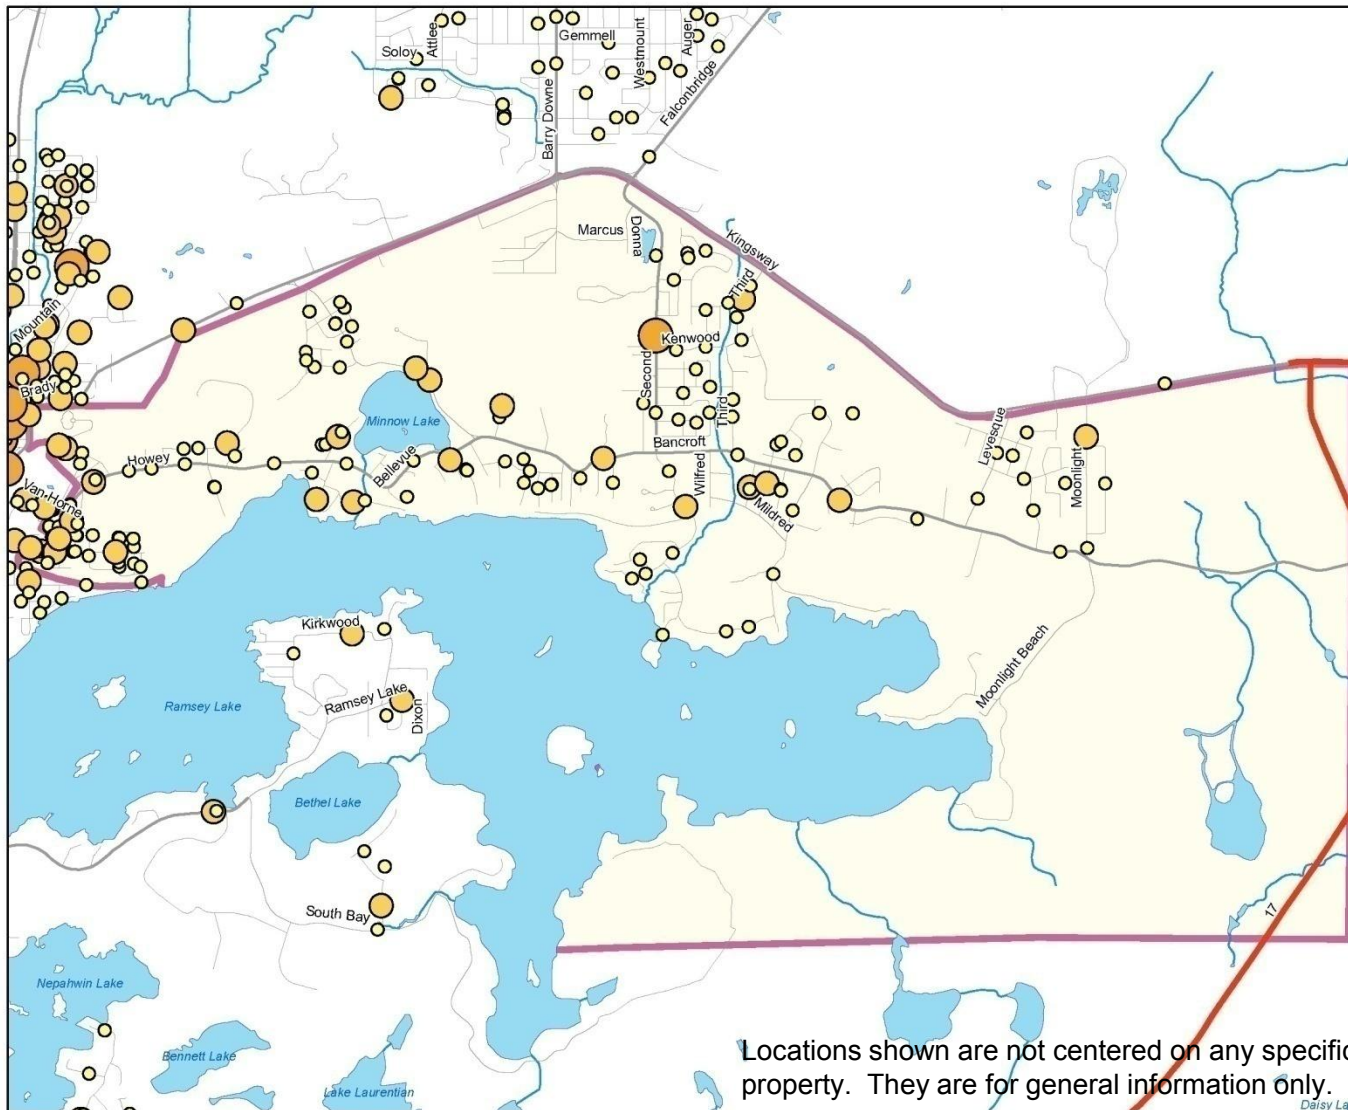 Gemmell
Attlee
Soloy
Westmount
Auger
Falconbridge
Barry Downe
Marcus
Donna
Kingsway
Third
Mountain
Kenwood
Second
Brady
Minnow Lake
Third
Levesque
Bancroft
Howey
Bellevue
Wilfred
Moonlight
Van Horne
Mildred
Kirkwood
Moonlight Beach
Ramsey Lake
Ramsey Lake
Dixon
Bethel Lake
South Bay
17
Nepahwin Lake
Bennett Lake
Lake Laurentian
Locations shown are not centered on any specific
property. They are for general information only.
Daisy La